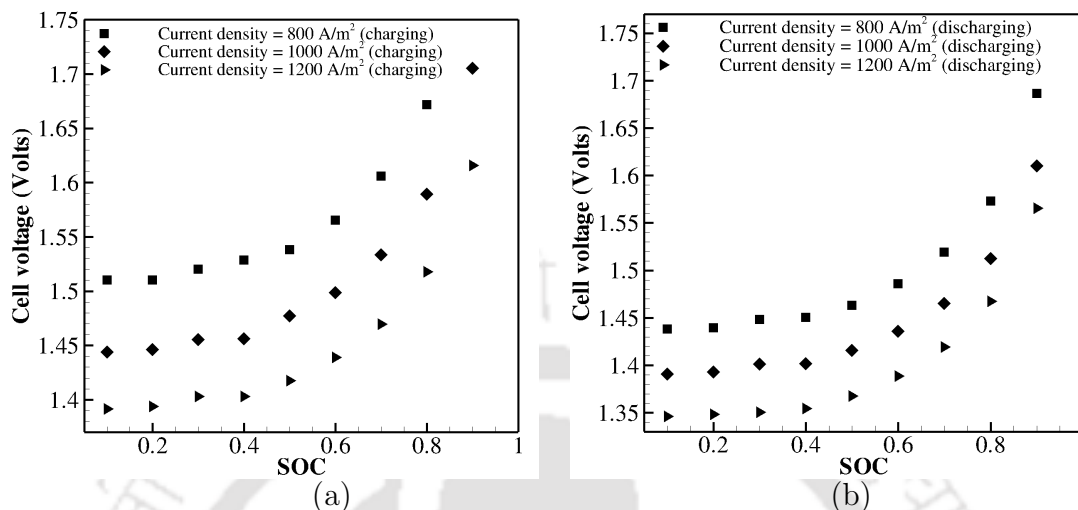 1.75
Current density = 800 A/m² (charging)
Current density = 1000 A/m² (charging)
Current density = 1200 A/m² (charging)
1.7
1.65
1.6
1.55
1.5
1.45
1.4
Cell voltage (Volts)
0.2
0.4
0.6
0.8
1
SOC
(a)
Current density = 800 A/m² (discharging)
Current density = 1000 A/m² (discharging)
Current density = 1200 A/m² (discharging)
1.75
1.7
1.65
1.6
1.55
1.5
1.45
1.4
1.35
Cell voltage (Volts)
0.2
0.4
0.6
0.8
SOC
(b)